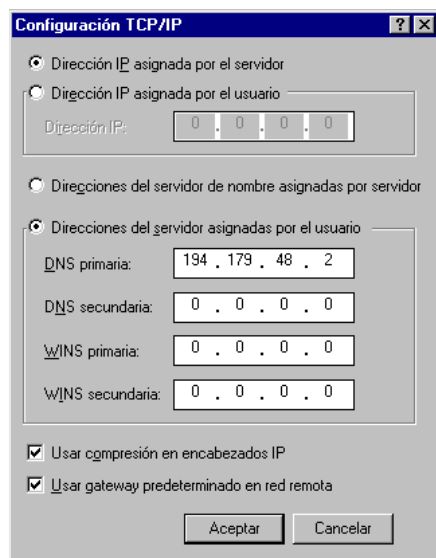 Configuración TCP/IP
Dirección IP asignada por el servidor
Dirección IP asignada por el usuario
Dirección IP: 0 . 0 . 0 . 0
Direcciones del servidor de nombre asignadas por servidor
Direcciones del servidor asignadas por el usuario
DNS primaria: 194 . 179 . 48 . 2
DNS secundaria: 0 . 0 . 0 . 0
WINS primaria: 0 . 0 . 0 . 0
WINS secundaria: 0 . 0 . 0 . 0
Usar compresión en encabezados IP
Usar gateway predeterminado en red remota
Aceptar Cancelar